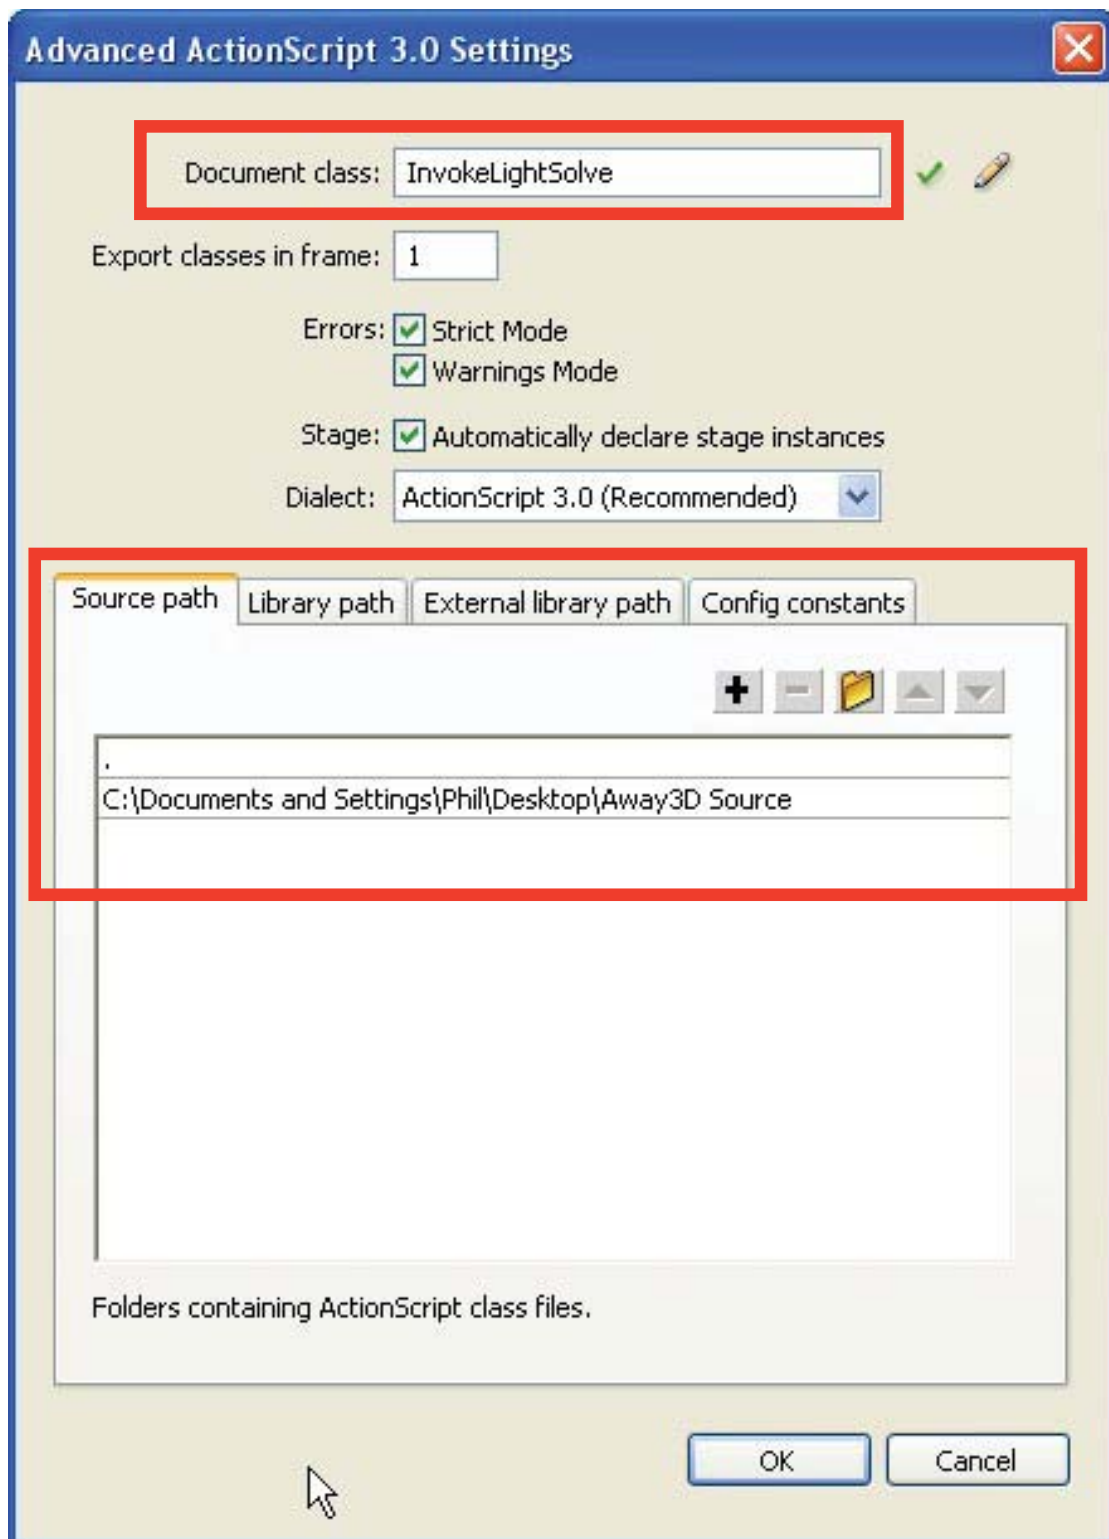 Advanced ActionScript 3.0 Settings
Document class: InvokeLightSolve
Export classes in frame: 1
Errors: Strict Mode
Warnings Mode
Stage: Automatically declare stage instances
Dialect: ActionScript 3.0 (Recommended)
Source path Library path External library path Config constants
.
C:\Documents and Settings\Phil\Desktop\Away3D Source
Folders containing ActionScript class files.
OK Cancel